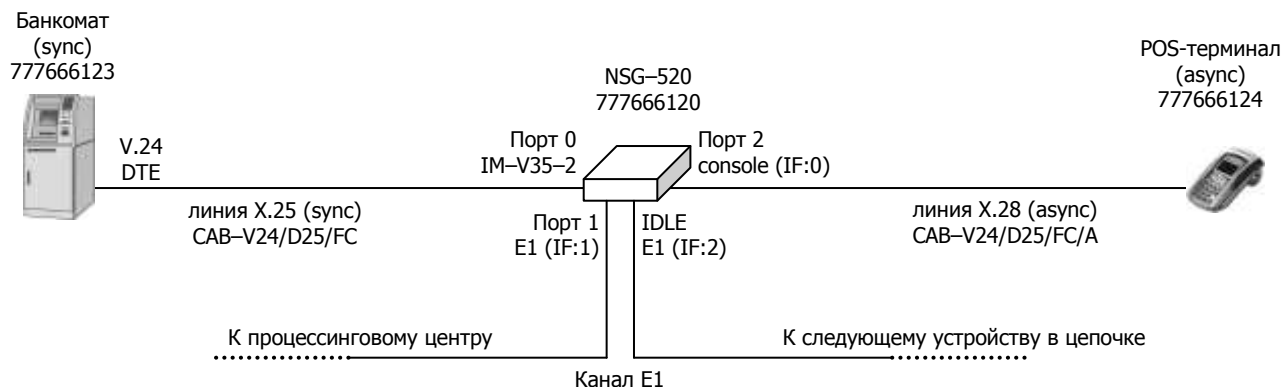 Банкомат
(sync)
777666123
V.24
DTE
линия X.25 (sync)
CAB–V24/D25/FC
NSG–520
777666120
Порт 0
IM–V35–2
Порт 2
console (IF:0)
Порт 1
E1 (IF:1)
IDLE
E1 (IF:2)
POS-терминал
(async)
777666124
линия X.28 (async)
CAB–V24/D25/FC/A
К процессинговому центру
К следующему устройству в цепочке
Канал E1